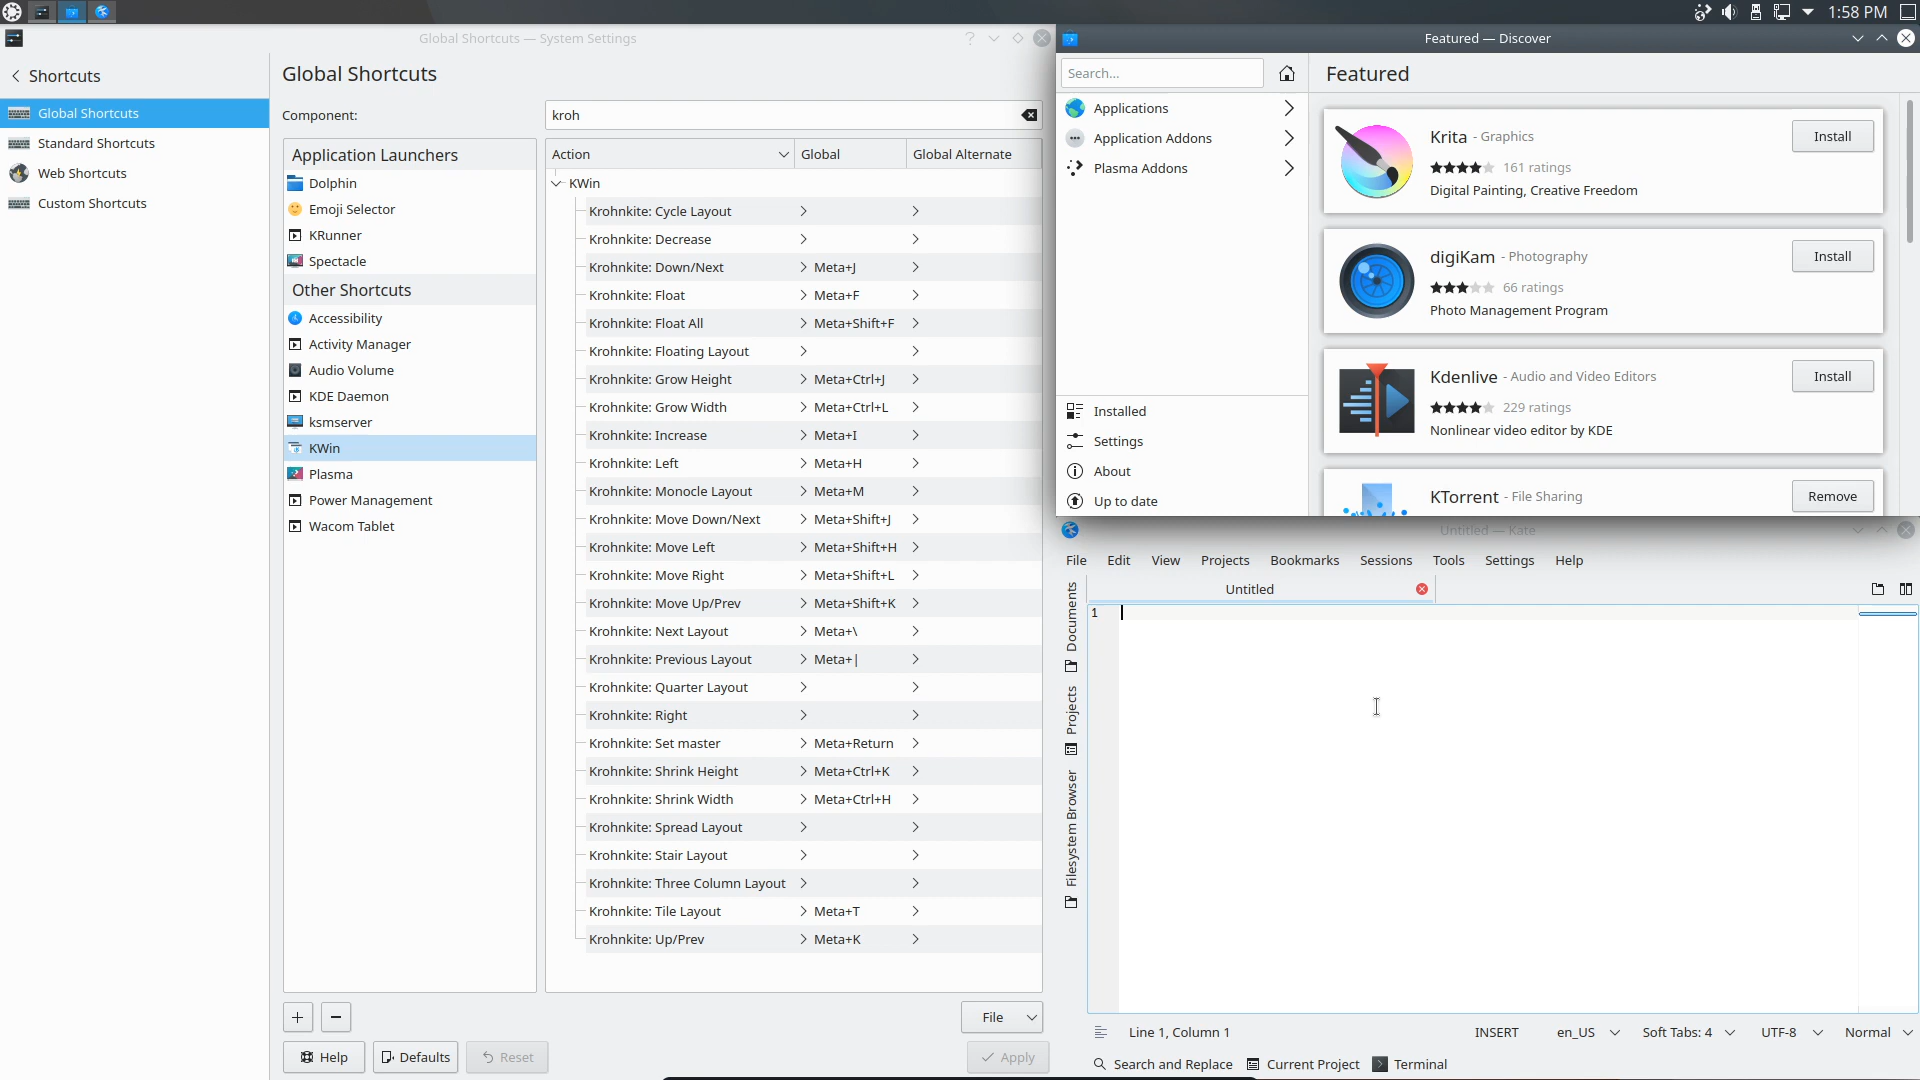 1:58 PM
Global Shortcuts — System Settings
Shortcuts
Global Shortcuts
Standard Shortcuts
Web Shortcuts
Custom Shortcuts
Global Shortcuts
Component:
kroh
Application Launchers
Dolphin
Emoji Selector
KRunner
Spectacle
Other Shortcuts
Accessibility
Activity Manager
Audio Volume
KDE Daemon
ksmserver
KWin
Plasma
Power Management
Wacom Tablet
Action Global Global Alternate
KWin
Krohnkite: Cycle Layout
Krohnkite: Decrease
Krohnkite: Down/Next Meta+J
Krohnkite: Float Meta+F
Krohnkite: Float All Meta+Shift+F
Krohnkite: Floating Layout
Krohnkite: Grow Height Meta+Ctrl+J
Krohnkite: Grow Width Meta+Ctrl+L
Krohnkite: Increase Meta+I
Krohnkite: Left Meta+H
Krohnkite: Monocle Layout Meta+M
Krohnkite: Move Down/Next Meta+Shift+J
Krohnkite: Move Left Meta+Shift+H
Krohnkite: Move Right Meta+Shift+L
Krohnkite: Move Up/Prev Meta+Shift+K
Krohnkite: Next Layout Meta+\
Krohnkite: Previous Layout Meta+|
Krohnkite: Quarter Layout
Krohnkite: Right
Krohnkite: Set master Meta+Return
Krohnkite: Shrink Height Meta+Ctrl+K
Krohnkite: Shrink Width Meta+Ctrl+H
Krohnkite: Spread Layout
Krohnkite: Stair Layout
Krohnkite: Three Column Layout
Krohnkite: Tile Layout Meta+T
Krohnkite: Up/Prev Meta+K
File
Help Defaults Reset Apply
Featured — Discover
Search...
Applications
Application Addons
Plasma Addons
Installed
Settings
About
Up to date
Featured
Krita - Graphics
161 ratings
Digital Painting, Creative Freedom
Install
digiKam - Photography
66 ratings
Photo Management Program
Install
Kdenlive - Audio and Video Editors
229 ratings
Nonlinear video editor by KDE
Install
KTorrent - File Sharing
Remove
Untitled — Kate
File Edit View Projects Bookmarks Sessions Tools Settings Help
Untitled
Documents
Projects
Filesystem Browser
1
Line 1, Column 1 INSERT en_US Soft Tabs: 4 UTF-8 Normal
Search and Replace Current Project Terminal